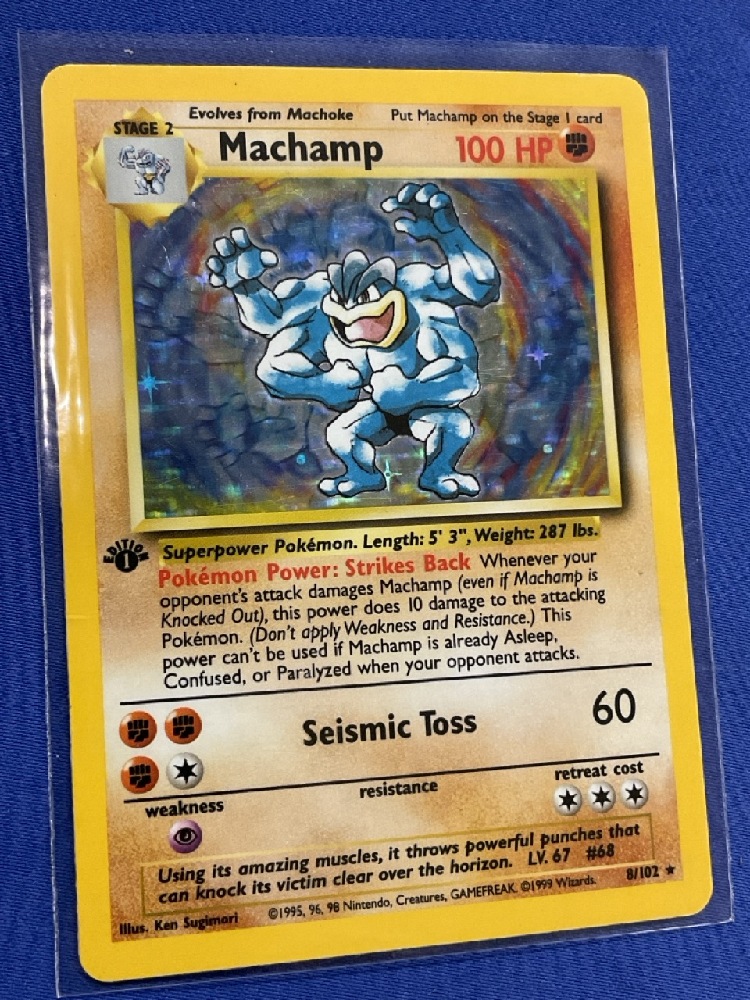 Evolves from Machoke Put Machamp on the Stage 1 card
STAGE 2
Machamp 100 HP
EDITION
1
Superpower Pokémon. Length: 5' 3", Weight: 287 lbs.
Pokémon Power: Strikes Back Whenever your
opponent's attack damages Machamp (even if Machamp is
Knocked Out), this power does 10 damage to the attacking
Pokémon. (Don't apply Weakness and Resistance.) This
power can't be used if Machamp is already Asleep,
Confused, or Paralyzed when your opponent attacks.
Seismic Toss 60
weakness resistance retreat cost
Using its amazing muscles, it throws powerful punches that
can knock its victim clear over the horizon. LV. 67 #68
Illus. Ken Sugimori ©1995, 96, 98 Nintendo, Creatures, GAMEFREAK. ©1999 Wizards. 8/102 ★